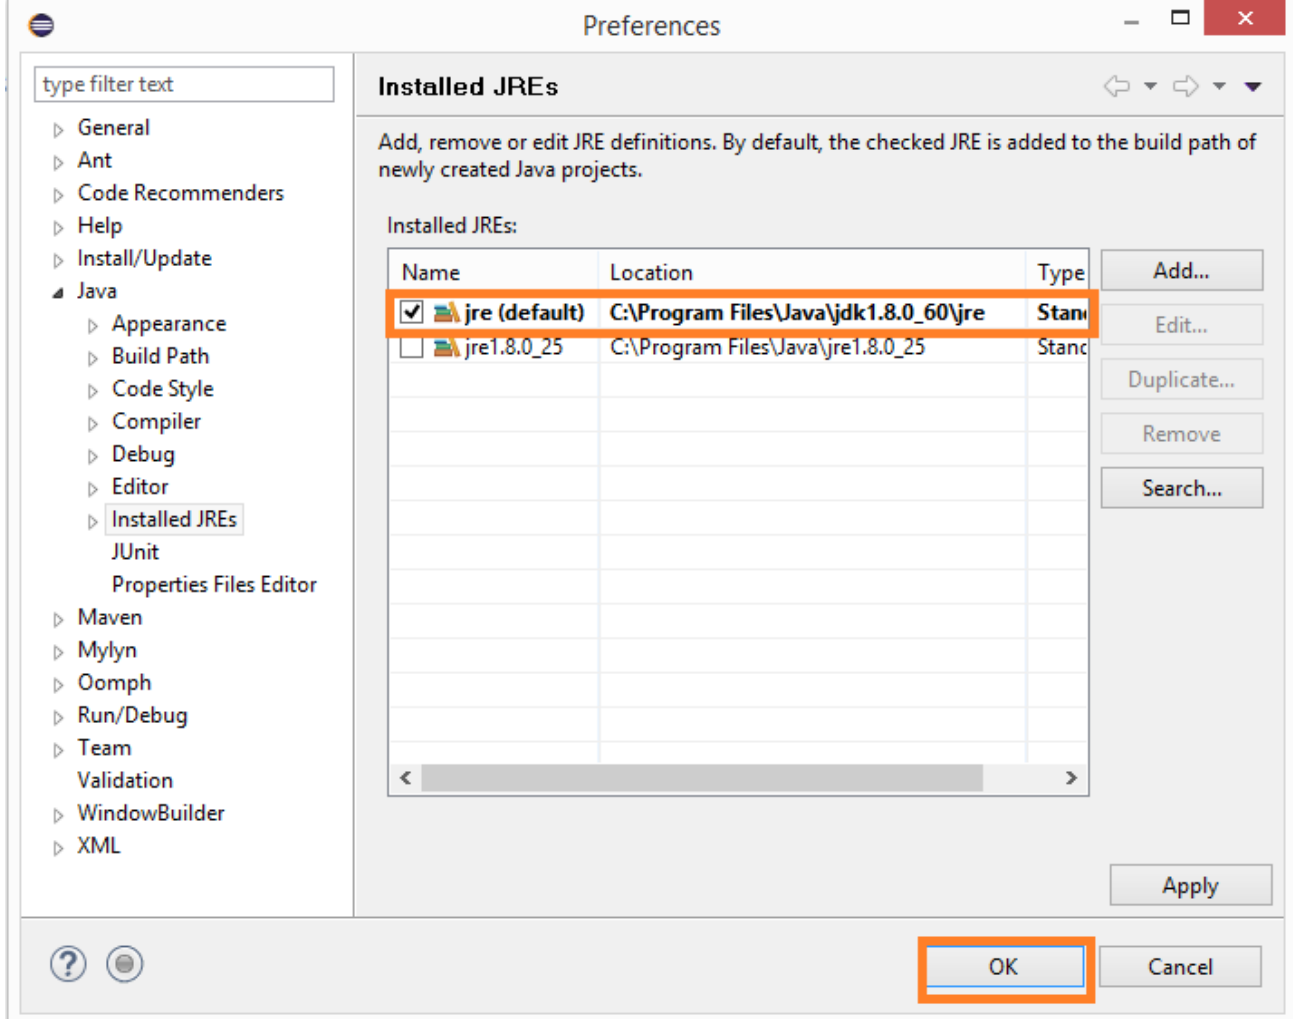 Preferences
type filter text
General
Ant
Code Recommenders
Help
Install/Update
Java
Appearance
Build Path
Code Style
Compiler
Debug
Editor
Installed JREs
JUnit
Properties Files Editor
Maven
Mylyn
Oomph
Run/Debug
Team
Validation
WindowBuilder
XML
Installed JREs
Add, remove or edit JRE definitions. By default, the checked JRE is added to the build path of
newly created Java projects.
Installed JREs:
Name Location Type
jre (default) C:\Program Files\Java\jdk1.8.0_60\jre Stan
jre1.8.0_25 C:\Program Files\Java\jre1.8.0_25 Stanc
Add...
Edit...
Duplicate...
Remove
Search...
Apply
?
OK Cancel